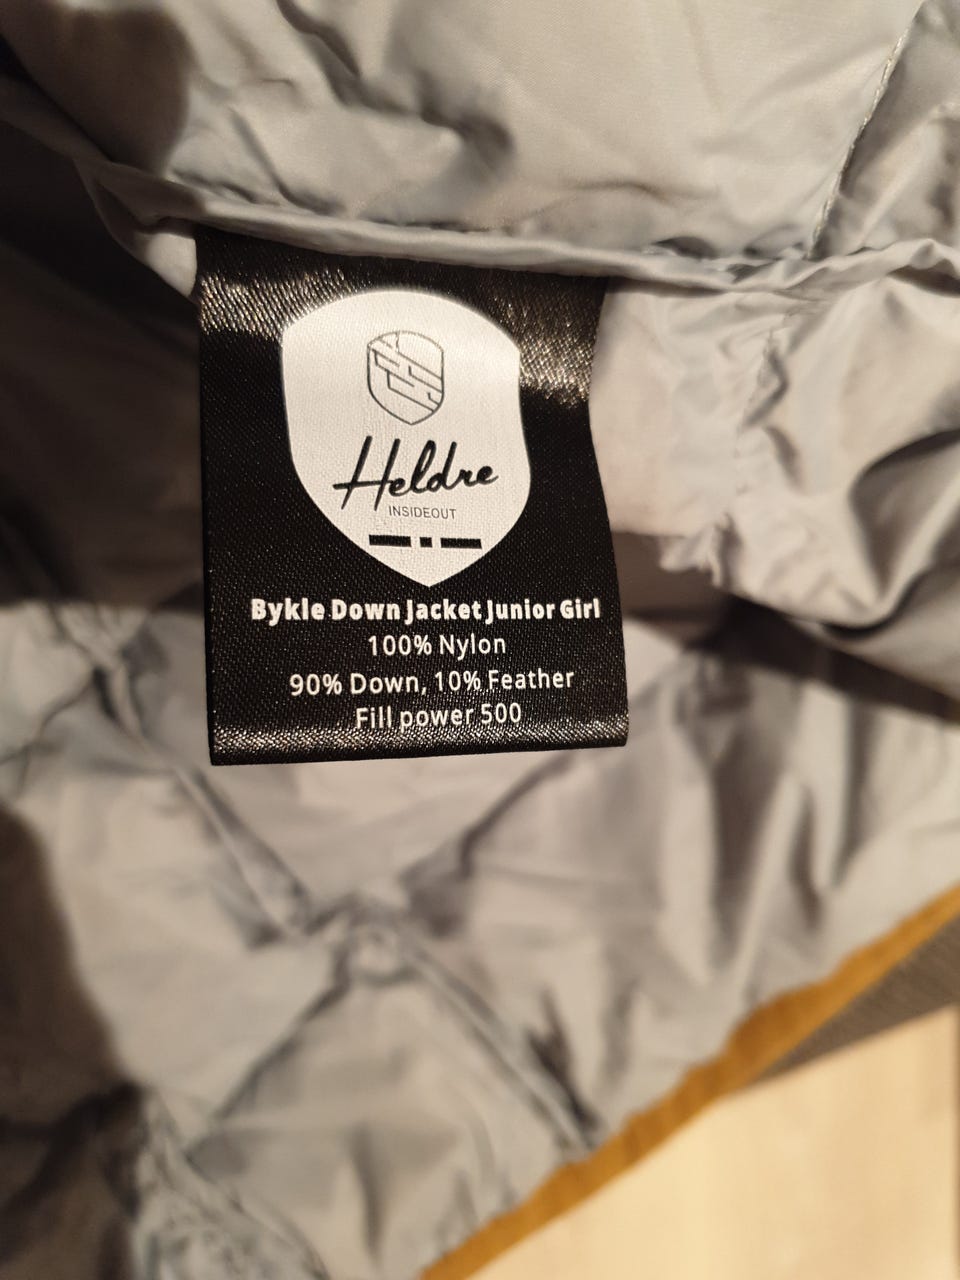 Heldre
INSIDEOUT
Bykle Down Jacket Junior Girl
100% Nylon
90% Down, 10% Feather
Fill power 500